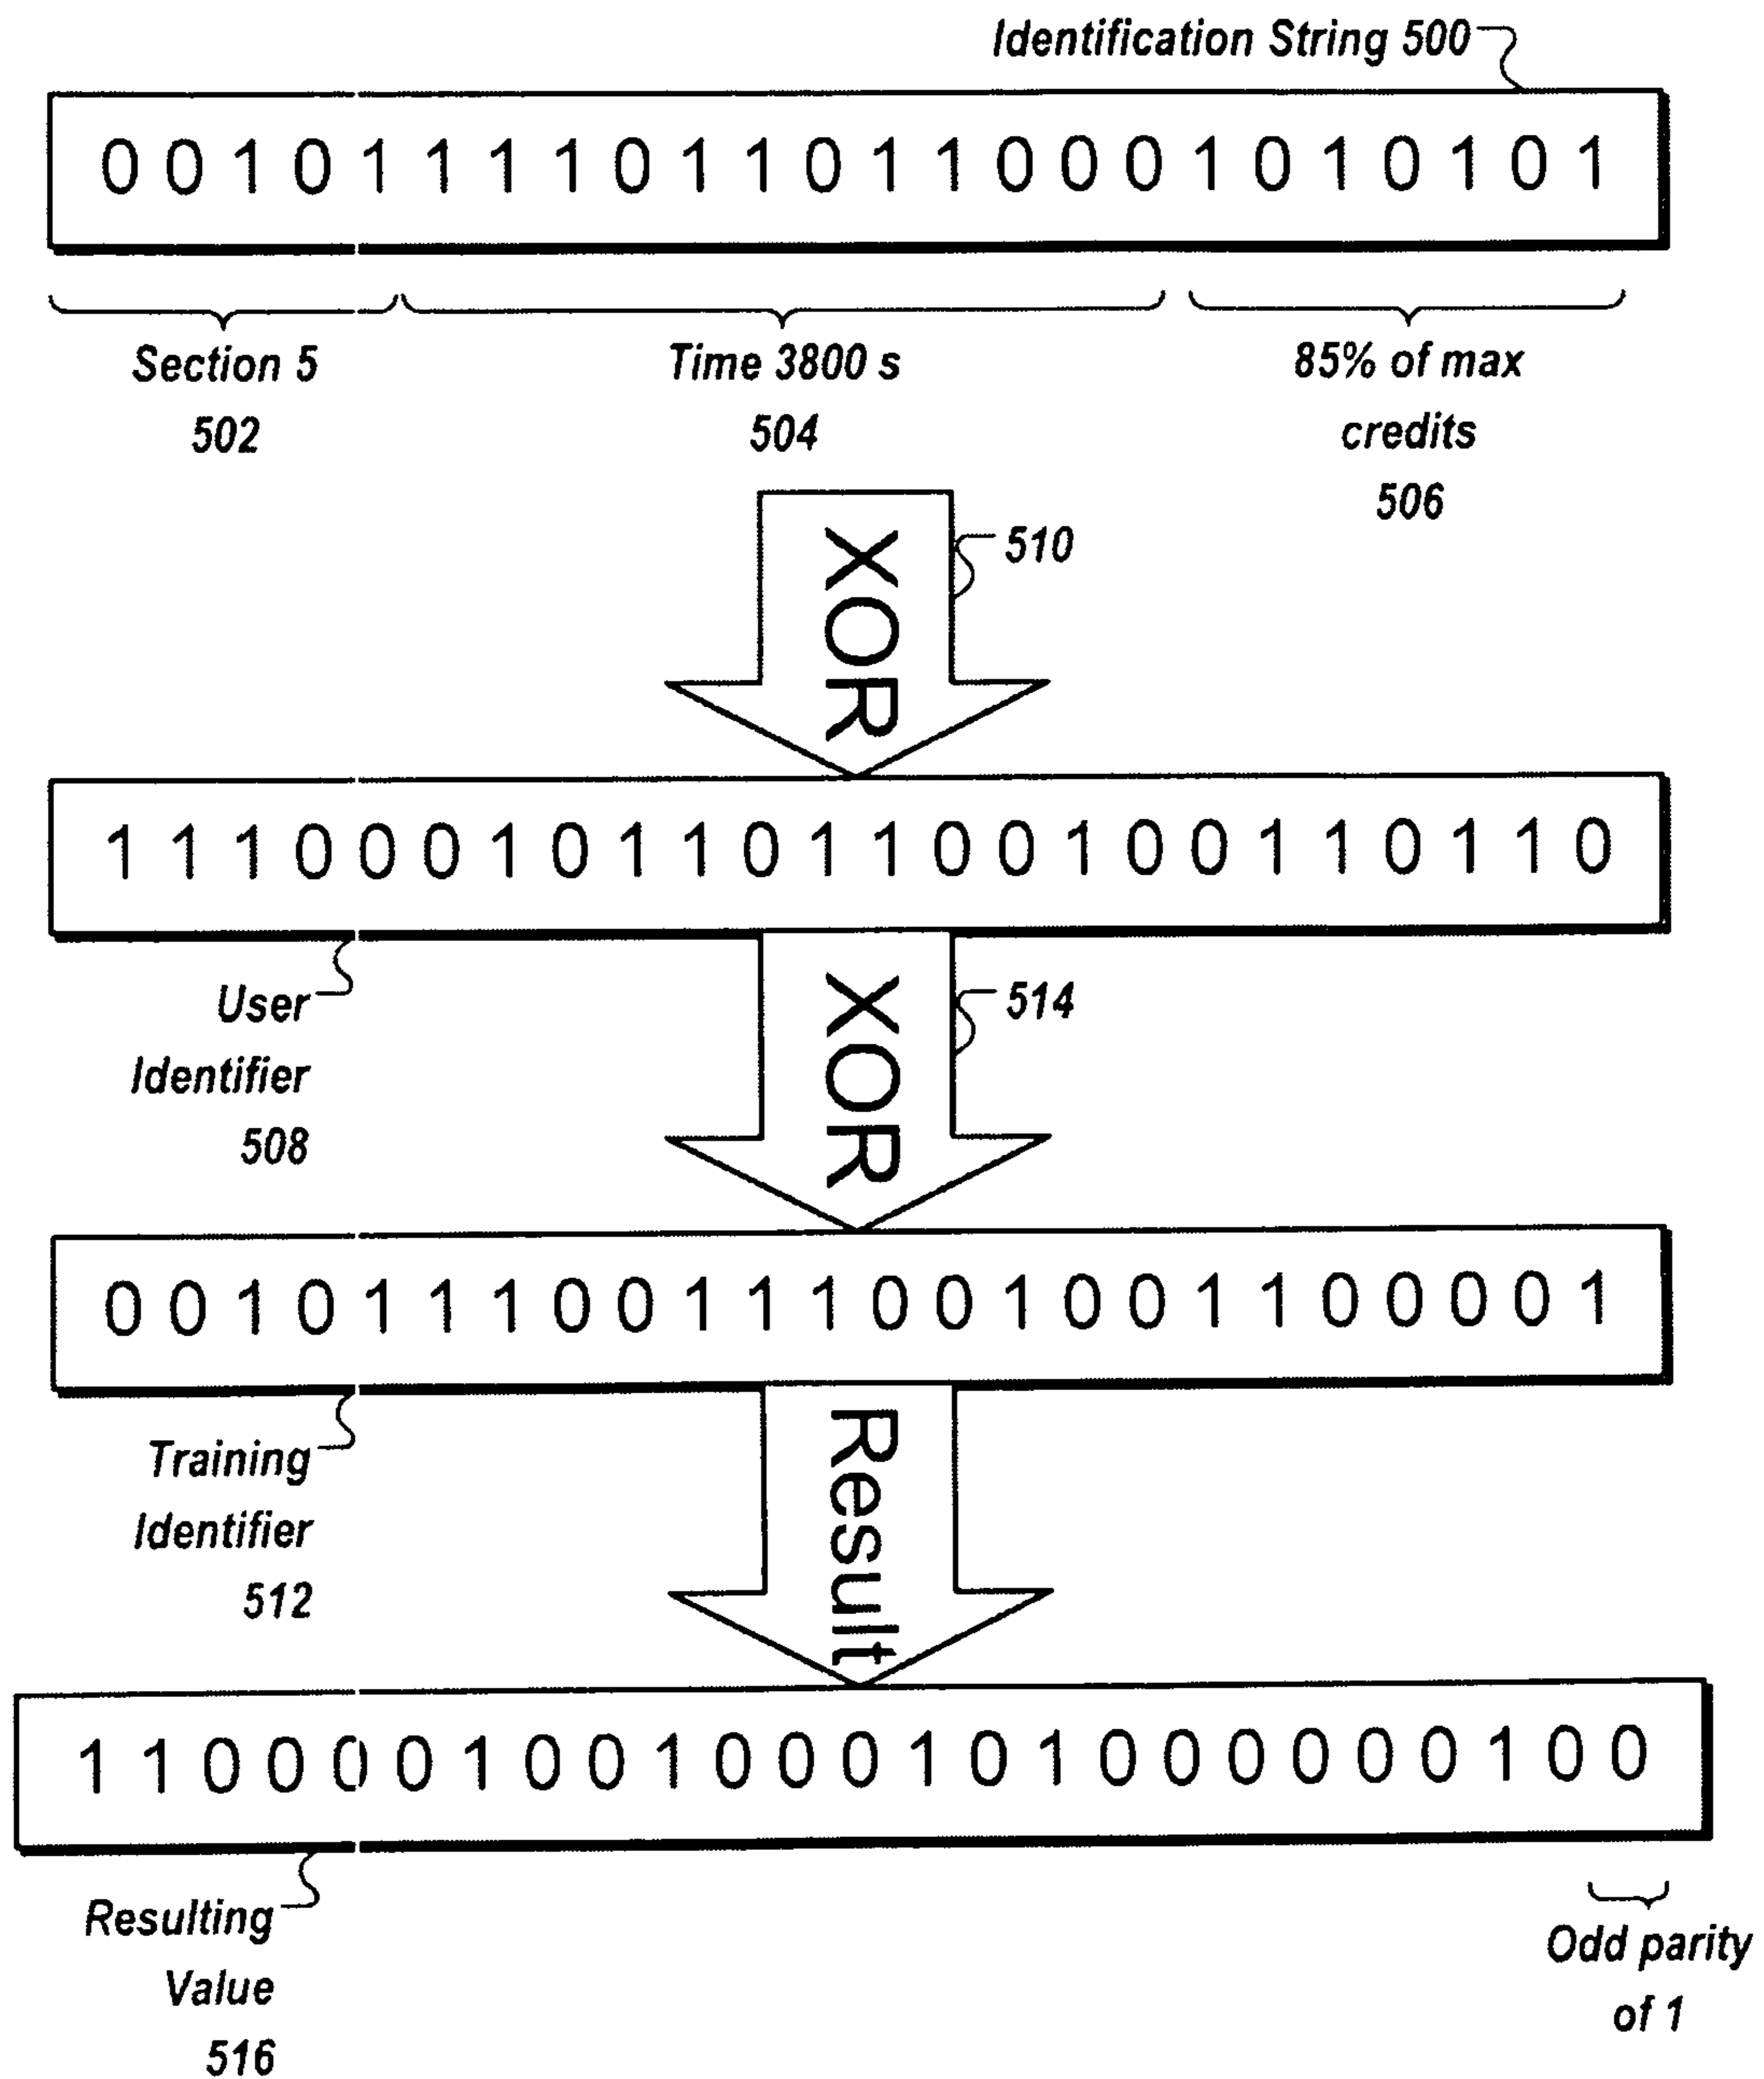 Identification String 500
0 0 1 0 1 1 1 1 0 1 1 0 1 1 0 0 0 1 0 1 0 1 0 1
Section 5
502
Time 3800 s
504
85% of max
credits
506
XOR
510
1 1 1 0 0 0 1 0 1 1 0 1 1 0 0 1 0 0 1 1 0 1 1 0
User
Identifier
508
XOR
514
0 0 1 0 1 1 1 0 0 1 1 1 0 0 1 0 0 1 1 0 0 0 0 1
Training
Identifier
512
Result
1 1 0 0 0 0 1 0 0 1 0 0 0 1 0 1 0 0 0 0 0 0 1 0 0
Resulting
Value
516
Odd parity
of 1